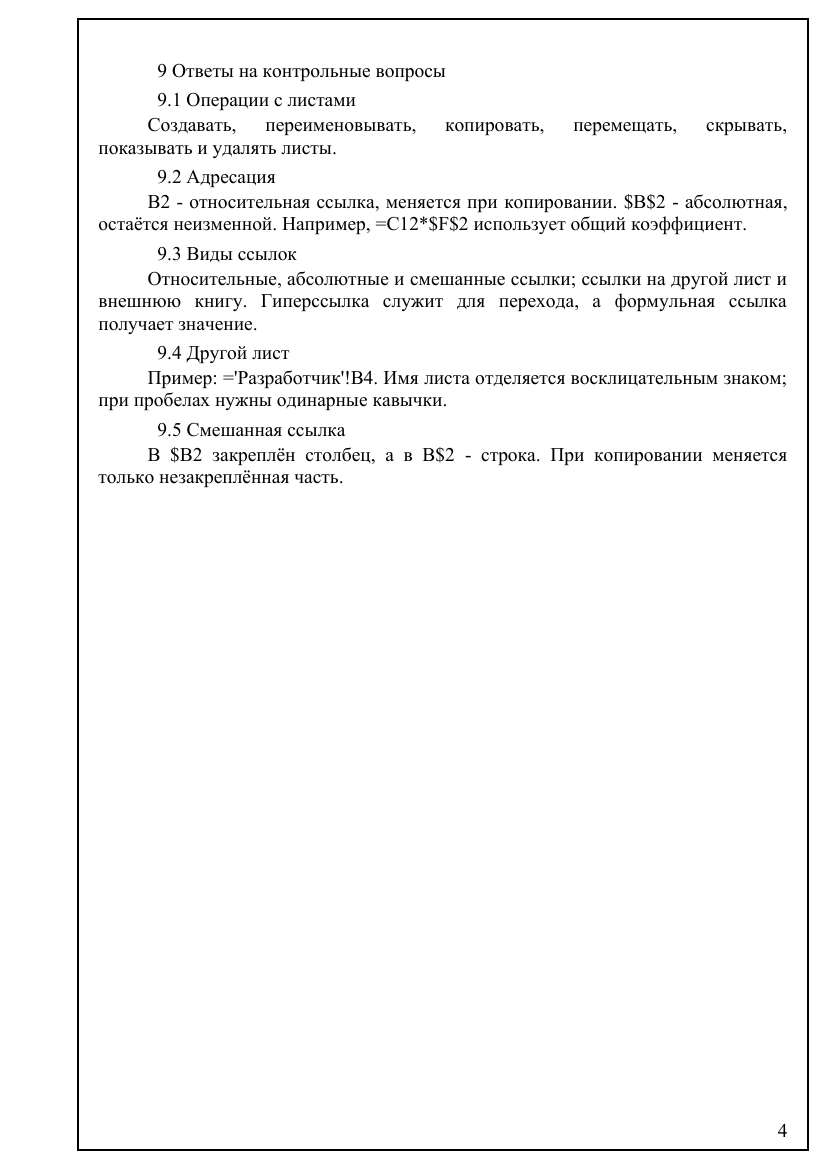 9 Ответы на контрольные вопросы
9.1 Операции с листами
Создавать, переименовывать, копировать, перемещать, скрывать,
показывать и удалять листы.
9.2 Адресация
B2 - относительная ссылка, меняется при копировании. $B$2 - абсолютная,
остаётся неизменной. Например, =C12*$F$2 использует общий коэффициент.
9.3 Виды ссылок
Относительные, абсолютные и смешанные ссылки; ссылки на другой лист и
внешнюю книгу. Гиперссылка служит для перехода, а формульная ссылка
получает значение.
9.4 Другой лист
Пример: ='Разработчик'!B4. Имя листа отделяется восклицательным знаком;
при пробелах нужны одинарные кавычки.
9.5 Смешанная ссылка
В $B2 закреплён столбец, а в B$2 - строка. При копировании меняется
только незакреплённая часть.
4